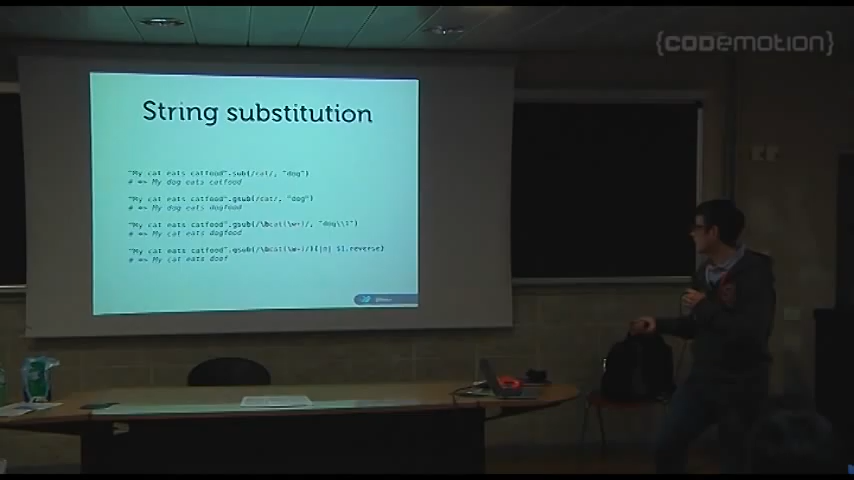 {CODEMOTION}
String substitution
"My cat eats catfood".sub(/cat/, "dog")
# => My dog eats catfood
"My cat eats catfood".gsub(/cat/, "dog")
# => My dog eats dogfood
"My cat eats catfood".gsub(/\bcat(\w+)/, "dog\\1")
# => My cat eats dogfood
"My cat eats catfood".gsub(/\bcat(\w+)/){|m| $1.reverse}
# => My cat eats doof